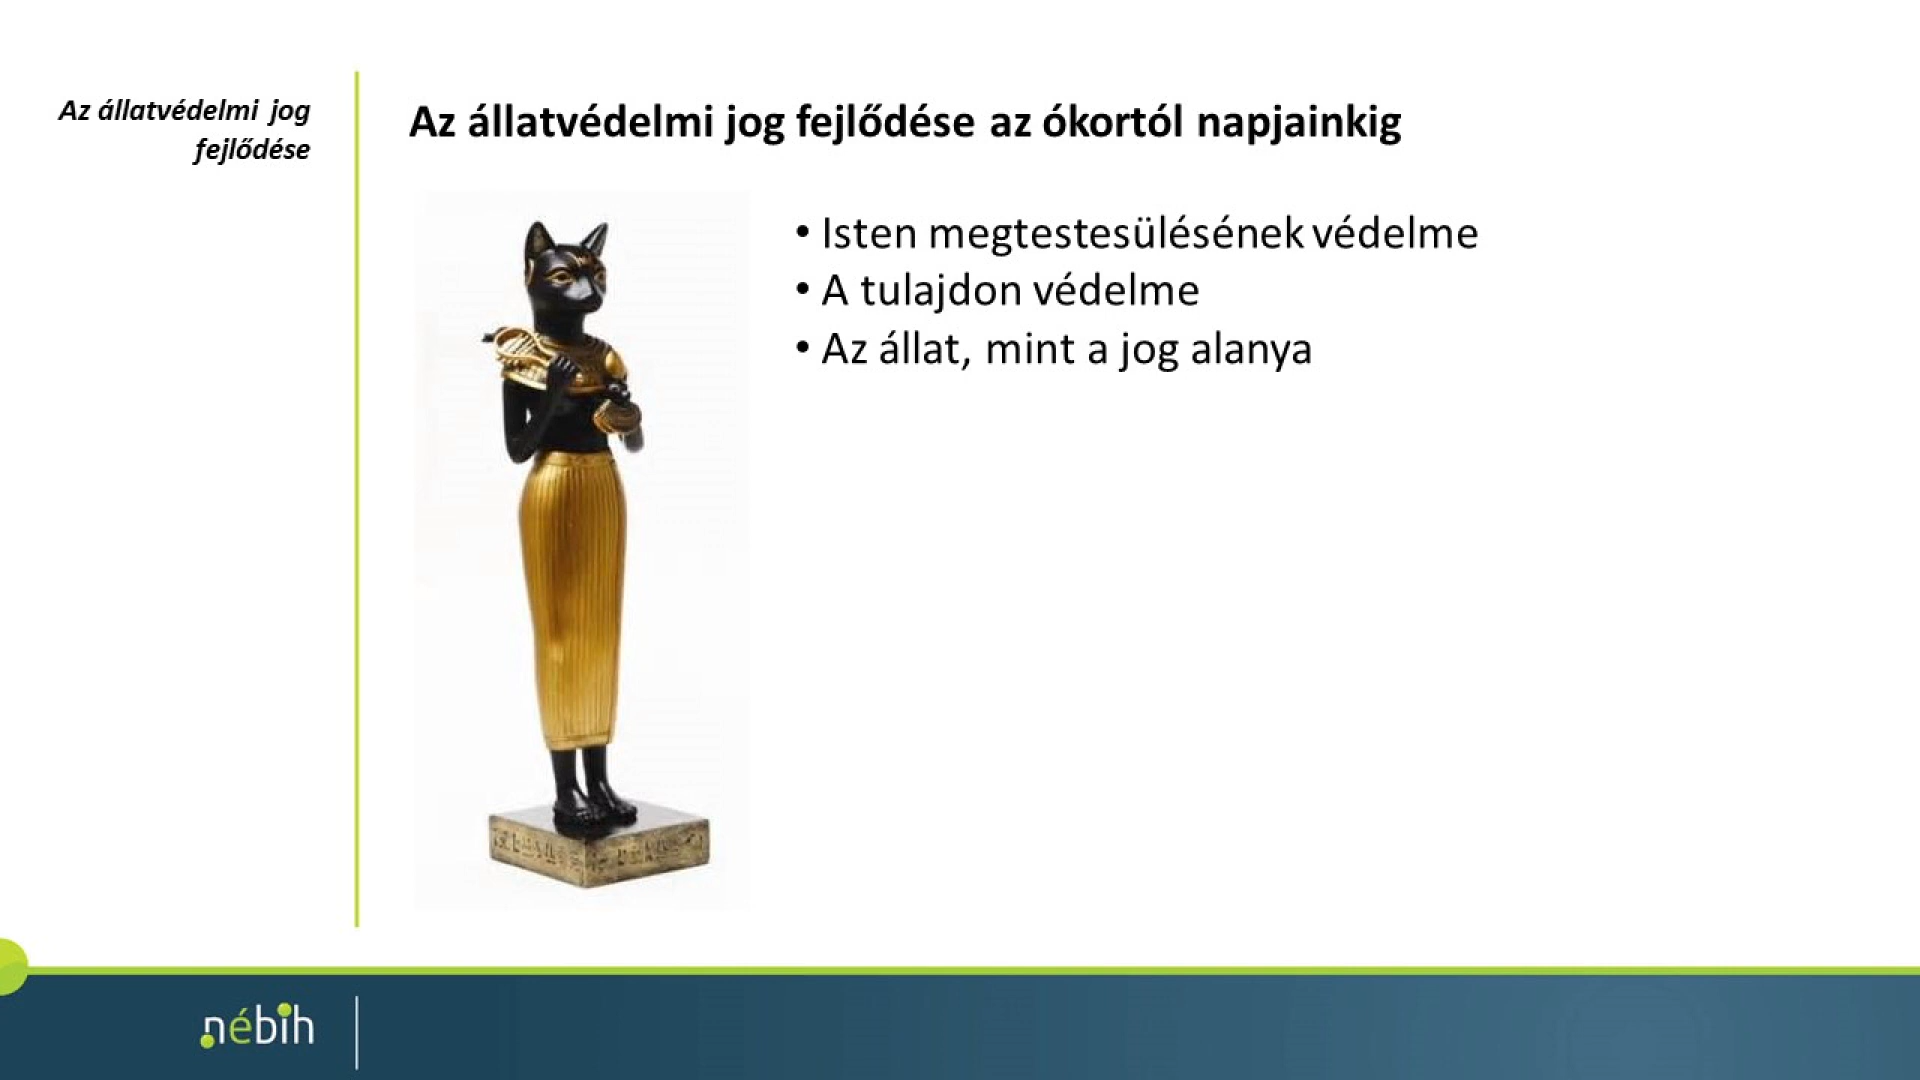 Az állatvédelmi jog
fejlődése
Az állatvédelmi jog fejlődése az ókortól napjainkig
• Isten megtestesülésének védelme
• A tulajdon védelme
• Az állat, mint a jog alanya
nébih